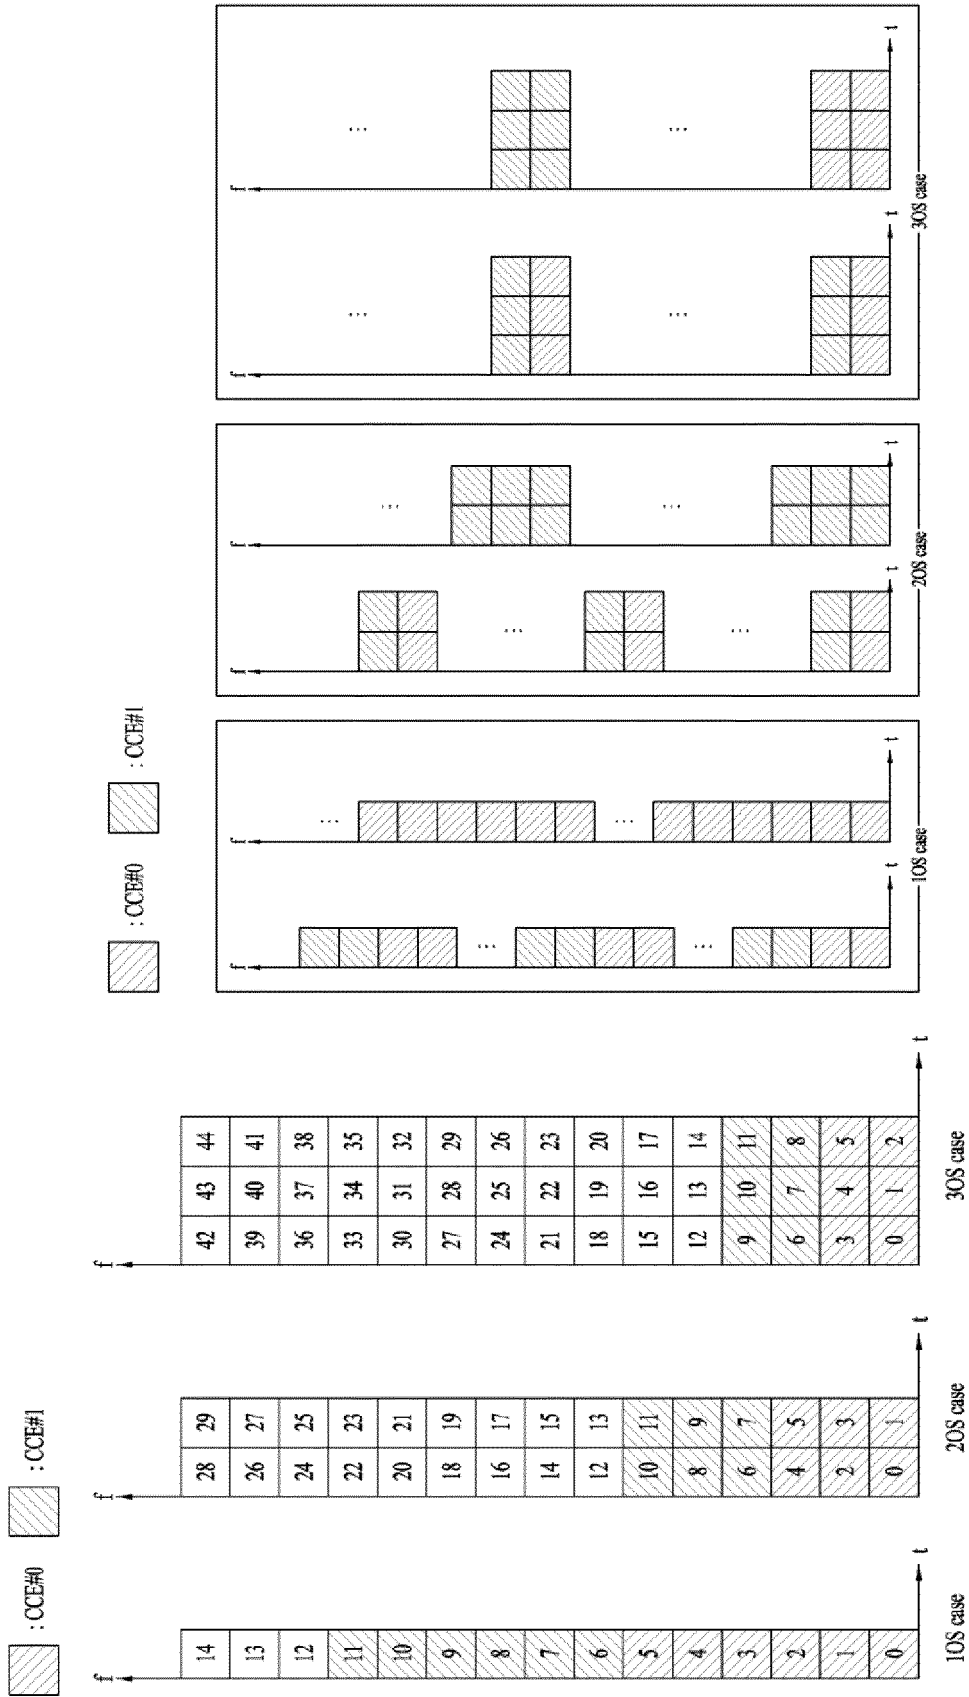 : CCE#0
: CCE#1
f
14
13
12
11
10
9
8
7
6
5
4
3
2
1
0
t
1OS case
f
28 29
26 27
24 25
22 23
20 21
18 19
16 17
14 15
12 13
10 11
8 9
6 7
4 5
2 3
0 1
t
2OS case
f
42 43 44
39 40 41
36 37 38
33 34 35
30 31 32
27 28 29
24 25 26
21 22 23
18 19 20
15 16 17
12 13 14
9 10 11
6 7 8
3 4 5
0 1 2
t
3OS case
: CCE#0
: CCE#1
f
...
...
t
f
...
...
t
1OS case
f
...
...
t
f
...
...
t
2OS case
f
...
...
t
f
...
...
t
3OS case